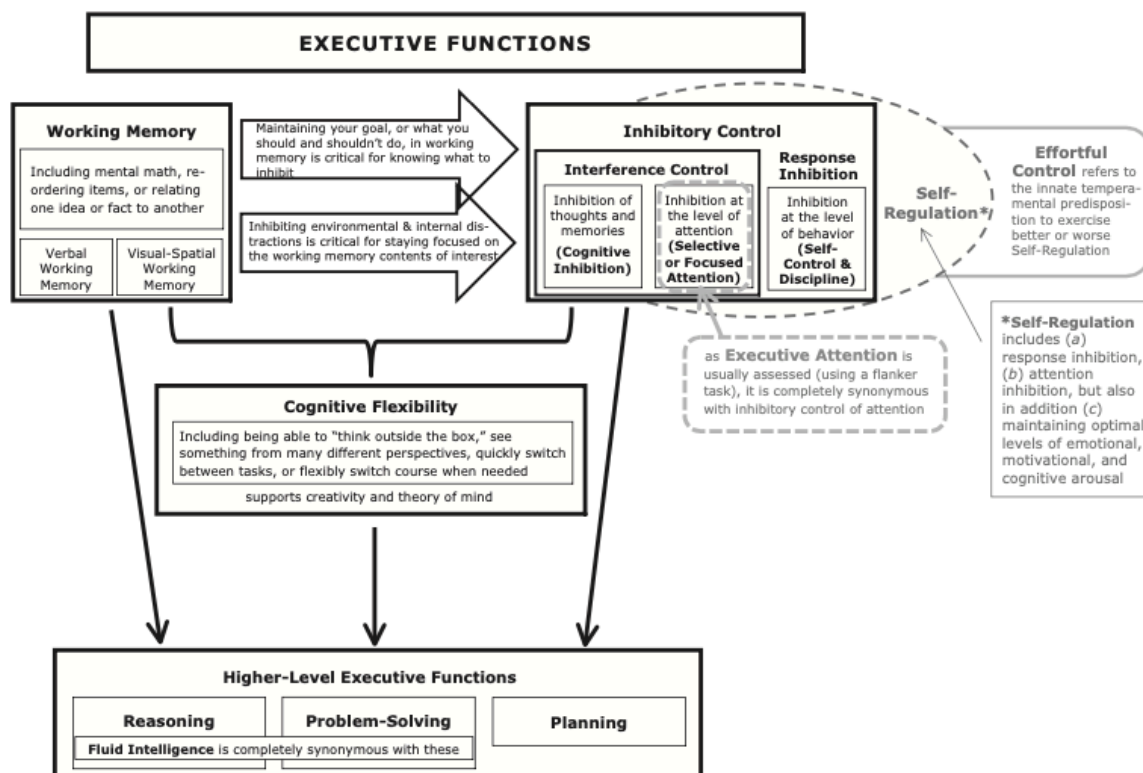 EXECUTIVE FUNCTIONS
Working Memory
Including mental math, re-
ordering items, or relating
one idea or fact to another
Verbal
Working
Memory
Visual-Spatial
Working
Memory
Maintaining your goal, or what you
should and shouldn’t do, in working
memory is critical for knowing what to
inhibit
Inhibiting environmental & internal dis-
tractions is critical for staying focused on
the working memory contents of interest
Inhibitory Control
Interference Control
Inhibition of
thoughts and
memories
(Cognitive
Inhibition)
Inhibition at
the level of
attention
(Selective
or Focused
Attention)
Response
Inhibition
Inhibition
at the level
of behavior
(Self-
Control &
Discipline)
Self-
Regulation*
Effortful
Control refers to
the innate tempera-
mental predisposi-
tion to exercise
better or worse
Self-Regulation
*Self-Regulation
includes (a)
response inhibition,
(b) attention
inhibition, but also
in addition (c)
maintaining optimal
levels of emotional,
motivational, and
cognitive arousal
as Executive Attention is
usually assessed (using a flanker
task), it is completely synonymous
with inhibitory control of attention
Cognitive Flexibility
Including being able to “think outside the box,” see
something from many different perspectives, quickly switch
between tasks, or flexibly switch course when needed
supports creativity and theory of mind
Higher-Level Executive Functions
Reasoning
Problem-Solving
Planning
Fluid Intelligence is completely synonymous with these